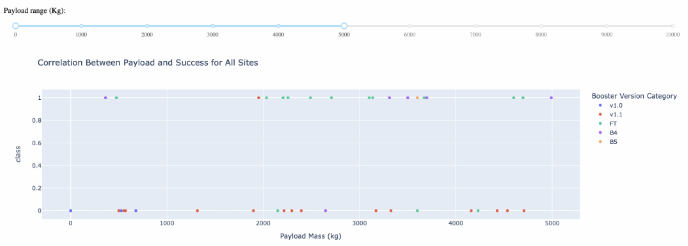 Payload range (Kg):
0 1000 2000 3000 4000 5000 6000 7000 8000 9000 10000
Correlation Between Payload and Success for All Sites
Booster Version Category
v1.0
v1.1
FT
B4
B5
1
0.8
0.6
0.4
0.2
0
class
0 1000 2000 3000 4000 5000
Payload Mass (kg)